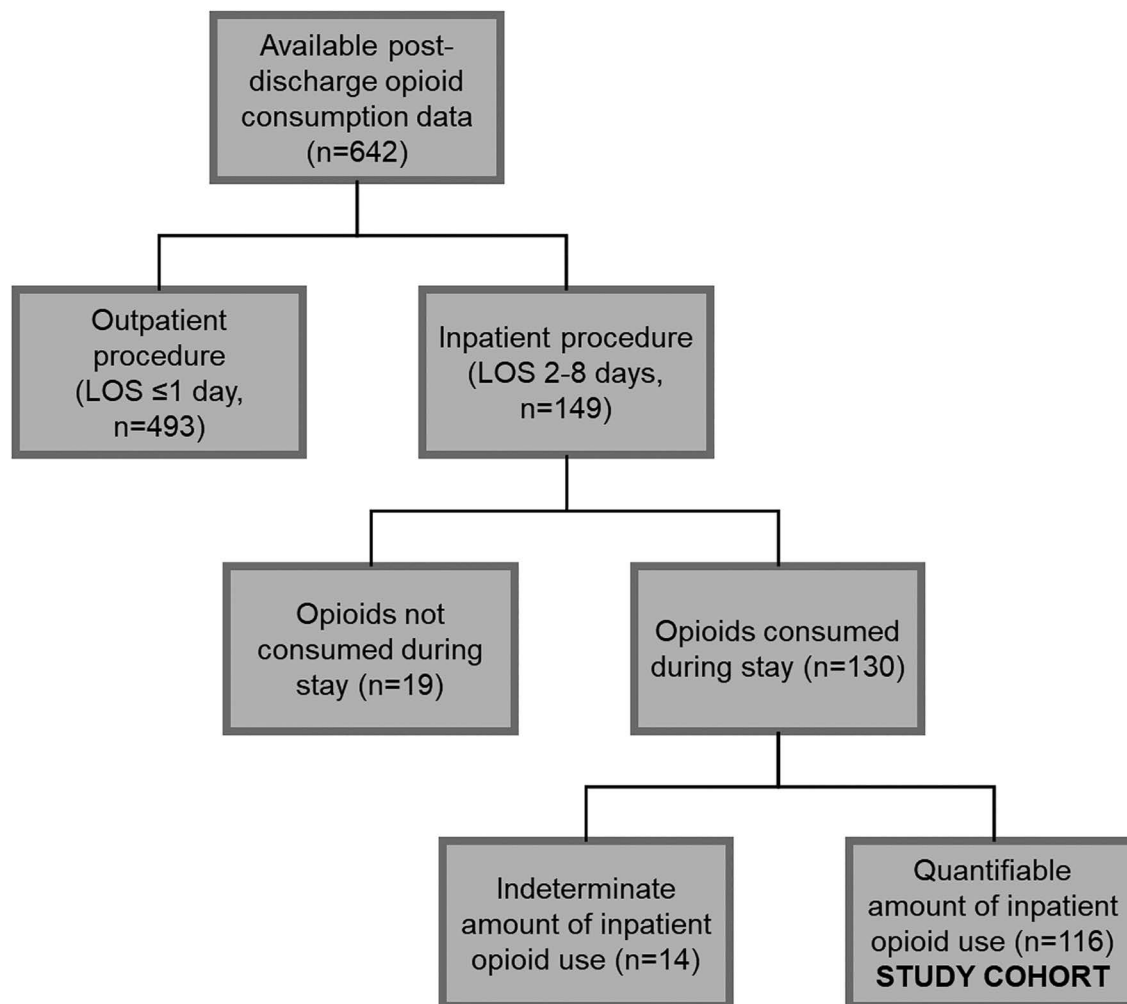 Available post-
discharge opioid
consumption data
(n=642)
Outpatient
procedure
(LOS ≤1 day,
n=493)
Inpatient procedure
(LOS 2-8 days,
n=149)
Opioids not
consumed during
stay (n=19)
Opioids consumed
during stay (n=130)
Indeterminate
amount of inpatient
opioid use (n=14)
Quantifiable
amount of inpatient
opioid use (n=116)
STUDY COHORT